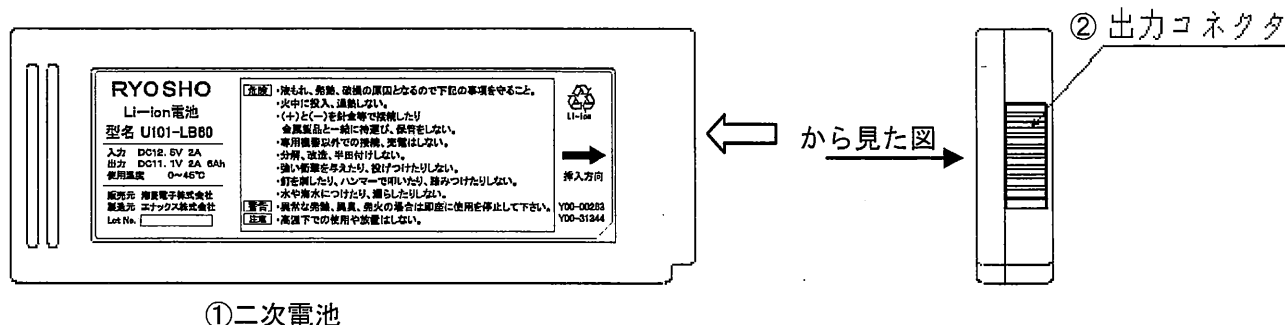 RYOSHO
Li-ion電池
型名 U101-LB60
入力 DC12.5V 2A
出力 DC11.1V 2A 6Ah
使用温度 0~45℃
販売元 菱電子株式会社
製造元 エナックス株式会社
Lot No.
危険 ・液もれ、発熱、破損の原因となるので下記の事項を守ること。
・火中に投入、過熱しない。
・(+)と(-)を針金等で接続したり
金属製品と一緒に持運び、保管をしない。
・専用機器以外での接続、充電はしない。
・分解、改造、半田付けしない。
・強い衝撃を与えたり、投げつけたりしない。
・釘を刺したり、ハンマーで叩いたり、踏みつけたりしない。
・水や海水につけたり、濡らしたりしない。
警告 ・異常な発熱、異臭、発火の場合は即座に使用を停止して下さい。
注意 ・高温下での使用や放置はしない。
Li-ion
挿入方向
Y00-00253
Y00-31244
から見た図
② 出力コネクタ
①二次電池